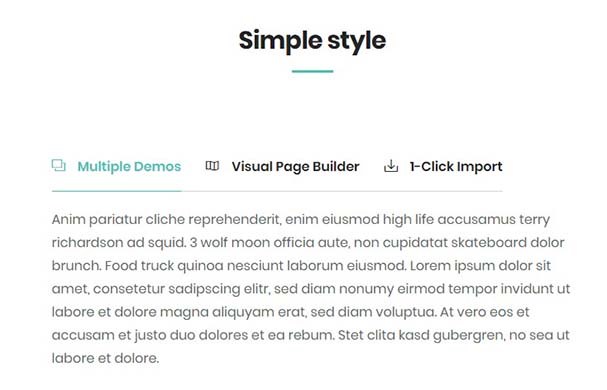 Simple style
Multiple Demos Visual Page Builder 1-Click Import
Anim pariatur cliche reprehenderit, enim eiusmod high life accusamus terry
richardson ad squid. 3 wolf moon officia aute, non cupidatat skateboard dolor
brunch. Food truck quinoa nesciunt laborum eiusmod. Lorem ipsum dolor sit
amet, consetetur sadipscing elitr, sed diam nonumy eirmod tempor invidunt ut
labore et dolore magna aliquyam erat, sed diam voluptua. At vero eos et
accusam et justo duo dolores et ea rebum. Stet clita kasd gubergren, no sea ut
labore et dolore.